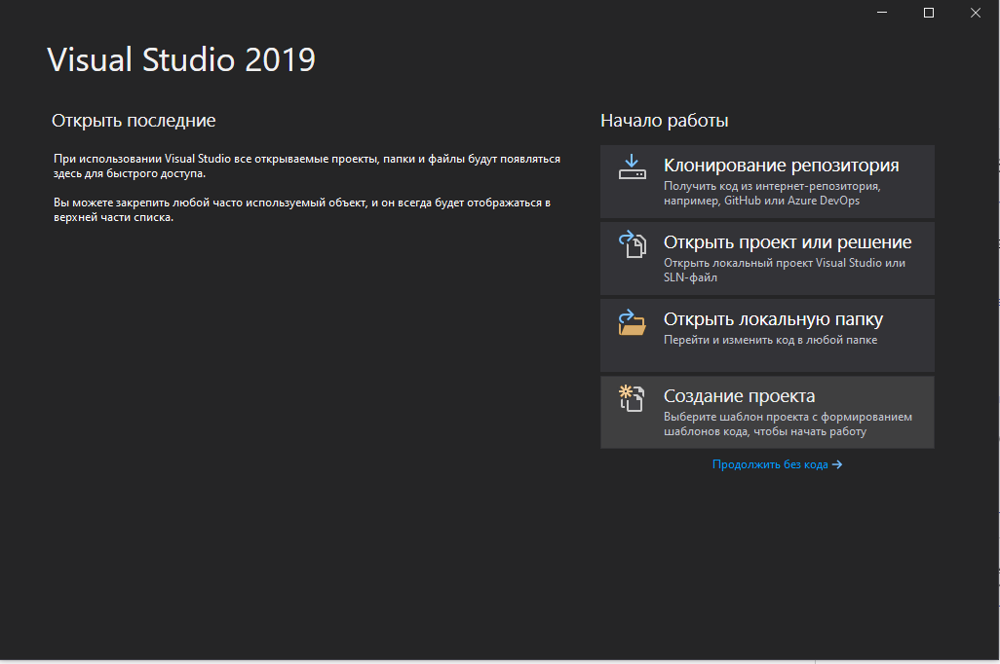 Visual Studio 2019
Открыть последние
При использовании Visual Studio все открываемые проекты, папки и файлы будут появляться
здесь для быстрого доступа.
Вы можете закрепить любой часто используемый объект, и он всегда будет отображаться в
верхней части списка.
Начало работы
Клонирование репозитория
Получить код из интернет-репозитория,
например, GitHub или Azure DevOps
Открыть проект или решение
Открыть локальный проект Visual Studio или
SLN-файл
Открыть локальную папку
Перейти и изменить код в любой папке
Создание проекта
Выберите шаблон проекта с формированием
шаблонов кода, чтобы начать работу
Продолжить без кода →